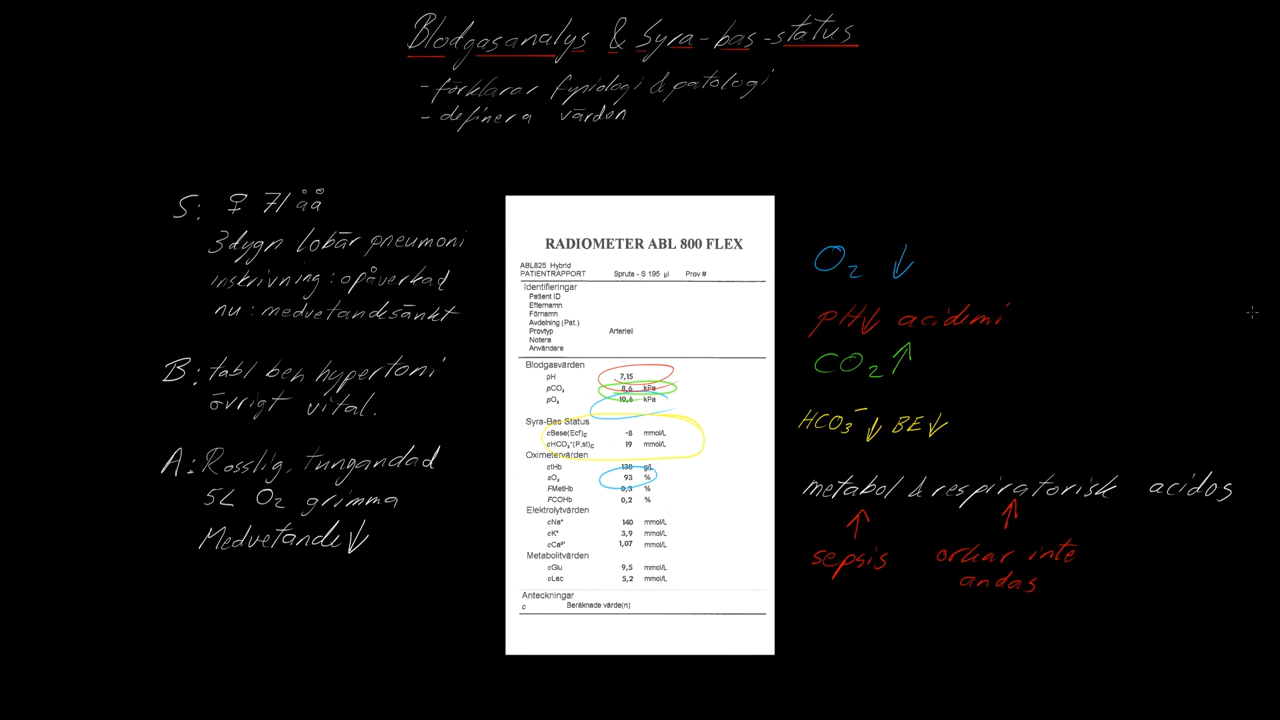 Blodgasanalys & Syra-bas-status
- förklarar fysiologi & patologi
- definera värden
S: ♀ 71 åå
3 dygn lobär pneumoni
inskrivning: opåverkad
nu: medvetandesänkt
B: tabl beh hypertoni
övrigt vital.
A: Rosslig, tungandad
5L O2 grimma
Medvetande ↓
RADIOMETER ABL 800 FLEX
ABL825 Hybrid
PATIENTRAPPORT Spruta - S 195 µl Prov #
Identifieringar
Patient ID
Efternamn
Förnamn
Avdelning (Pat.)
Provtyp Arteriell
Notera
Användare
Blodgasvärden
pH 7,15
pCO2 8,6 kPa
pO2 10,6 kPa
Syra-Bas Status
cBase(Ecf)c -8 mmol/L
cHCO3-(P,st)c 19 mmol/L
Oximetervärden
ctHb 138 g/L
sO2 93 %
FMetHb 0,3 %
FCOHb 0,2 %
Elektrolytvärden
cNa+ 140 mmol/L
cK+ 3,9 mmol/L
cCa2+ 1,07 mmol/L
Metabolitvärden
cGlu 9,5 mmol/L
cLac 5,2 mmol/L
Anteckningar
c Beräknade värde(n)
O2 ↓
pH↓ acidemi
CO2 ↑
HCO3- ↓ BE↓
metabol & respiratorisk acidos
↑ ↑
sepsis orkar inte
andas